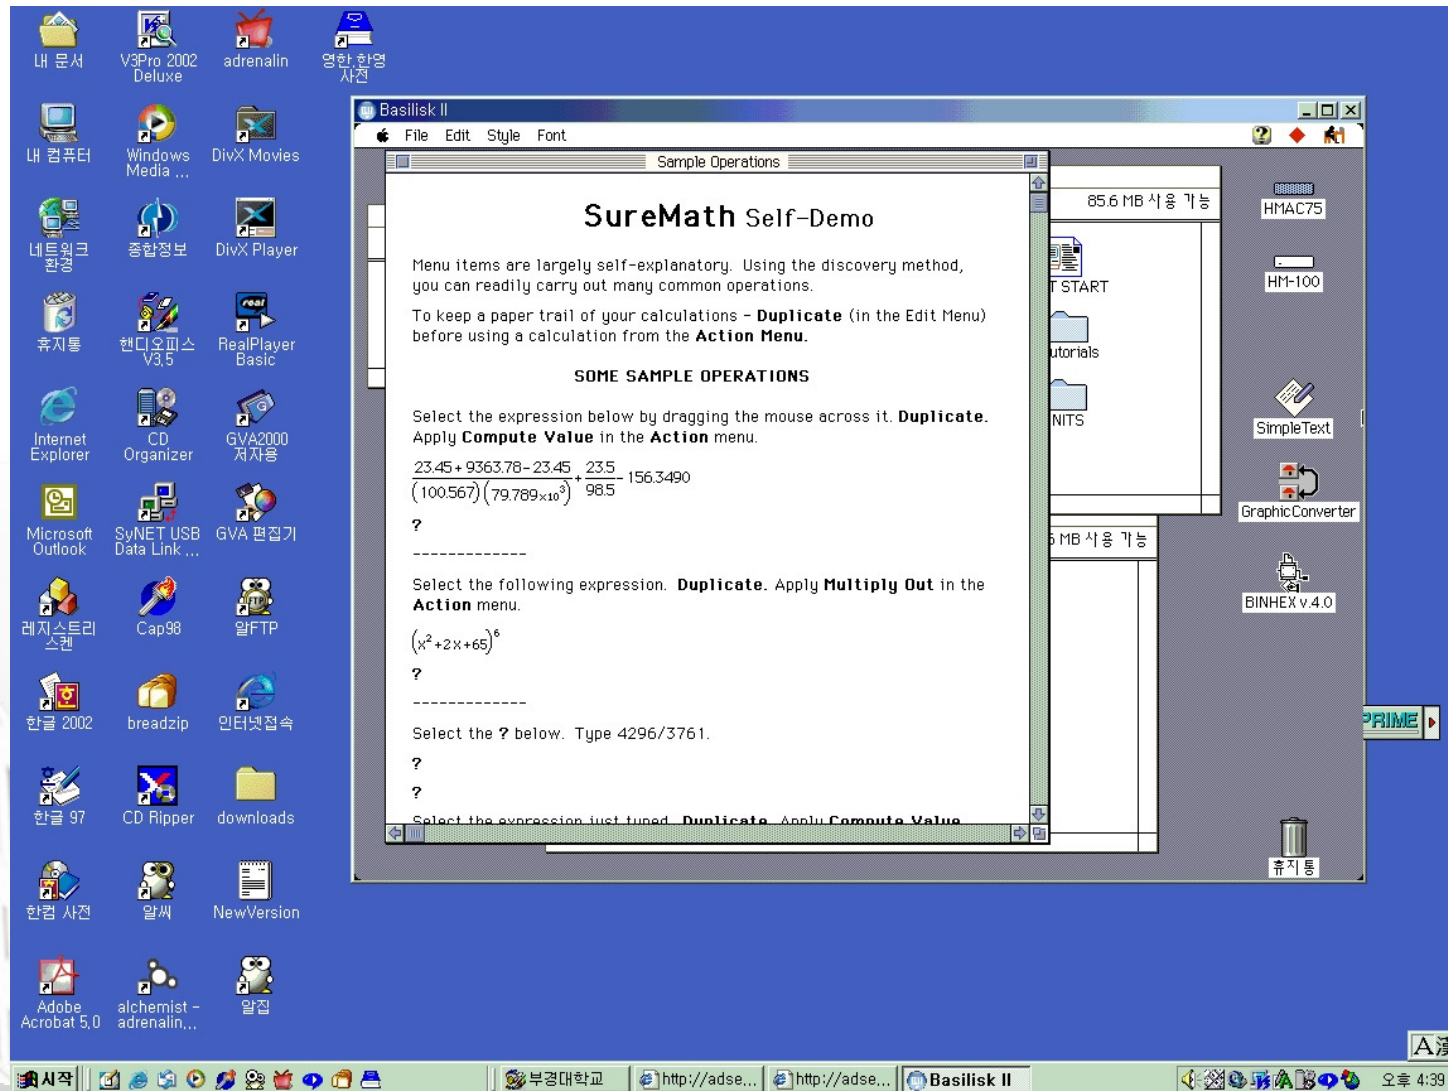 내 문서
V3Pro 2002
Deluxe
adrenalin
영한,한영
사전
내 컴퓨터
Windows
Media ...
DivX Movies
네트워크
환경
종합정보
DivX Player
휴지통
핸디오피스
V3.5
RealPlayer
Basic
Internet
Explorer
CD
Organizer
GVA2000
저자용
Microsoft
Outlook
SyNET USB
Data Link ...
GVA 편집기
레지스트리
스켄
Cap98
알FTP
한글 2002
breadzip
인터넷접속
한글 97
CD Ripper
downloads
한컴 사전
알씨
NewVersion
Adobe
Acrobat 5.0
alchemist -
adrenalin...
알집
Basilisk II
File Edit Style Font
Sample Operations
SureMath Self-Demo
Menu items are largely self-explanatory. Using the discovery method,
you can readily carry out many common operations.
To keep a paper trail of your calculations - Duplicate (in the Edit Menu)
before using a calculation from the Action Menu.
SOME SAMPLE OPERATIONS
Select the expression below by dragging the mouse across it. Duplicate.
Apply Compute Value in the Action menu.
23.45 + 9363.78 - 23.45 / (100.567)(79.789×10³) + 23.5 / 98.5 - 156.3490
?
-------------
Select the following expression. Duplicate. Apply Multiply Out in the
Action menu.
(x²+2x+65)⁶
?
-------------
Select the ? below. Type 4296/3761.
?
?
Select the expression just typed. Duplicate. Apply Compute Value
85.6 MB 사용 가능
T START
utorials
NITS
MB 사용 가능
HMAC75
HM-100
SimpleText
GraphicConverter
BINHEX v.4.0
휴지통
PRIME
A漢
시작
부경대학교
http://adse...
http://adse...
Basilisk II
오후 4:39